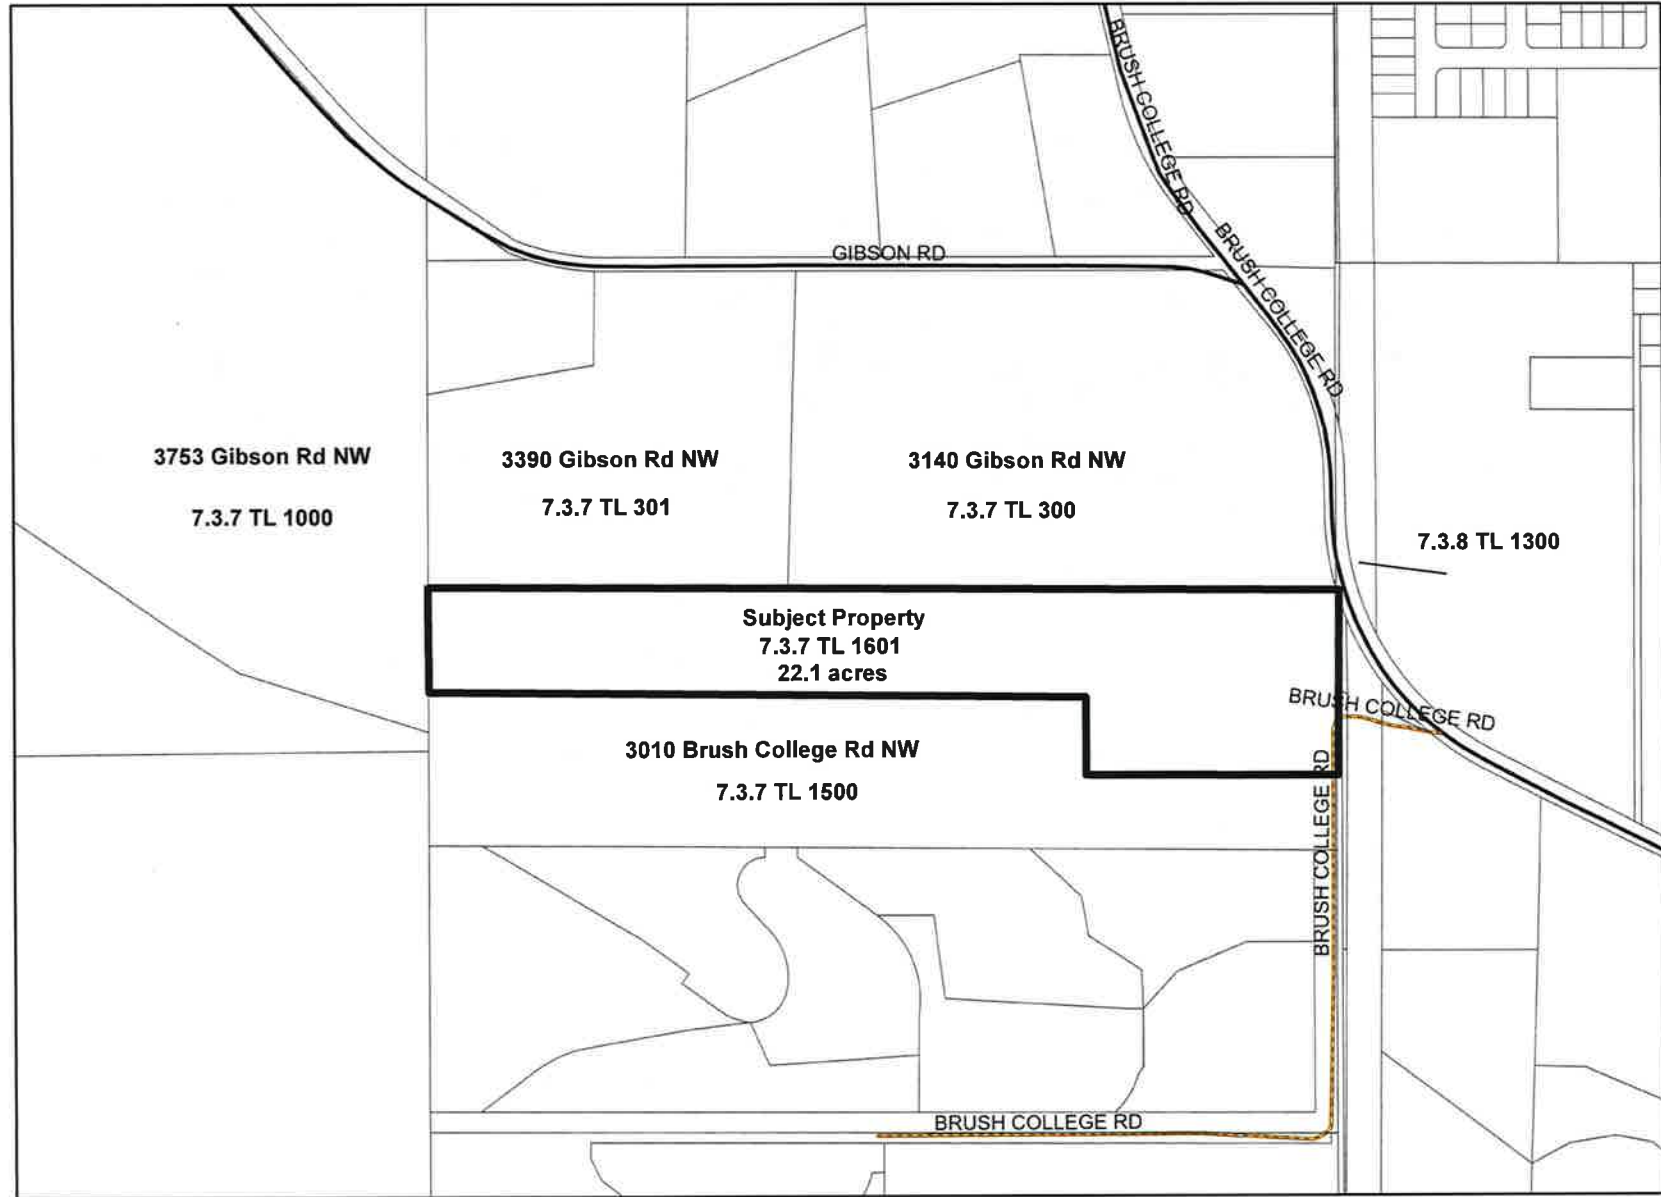 BRUSH COLLEGE RD
BRUSH COLLEGE RD
GIBSON RD
3753 Gibson Rd NW
7.3.7 TL 1000
3390 Gibson Rd NW
7.3.7 TL 301
3140 Gibson Rd NW
7.3.7 TL 300
7.3.8 TL 1300
Subject Property
7.3.7 TL 1601
22.1 acres
BRUSH COLLEGE RD
3010 Brush College Rd NW
7.3.7 TL 1500
BRUSH COLLEGE RD
BRUSH COLLEGE RD